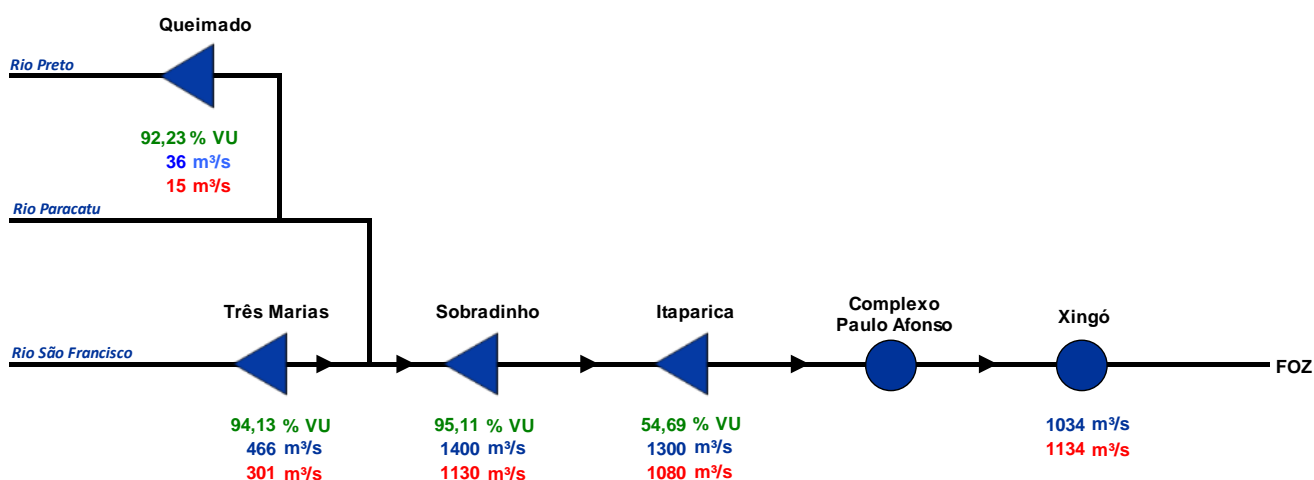 Queimado
Rio Preto
92,23 % VU
36 m³/s
15 m³/s
Rio Paracatu
Três Marias
Sobradinho
Itaparica
Complexo
Paulo Afonso
Xingó
Rio São Francisco
FOZ
94,13 % VU
466 m³/s
301 m³/s
95,11 % VU
1400 m³/s
1130 m³/s
54,69 % VU
1300 m³/s
1080 m³/s
1034 m³/s
1134 m³/s